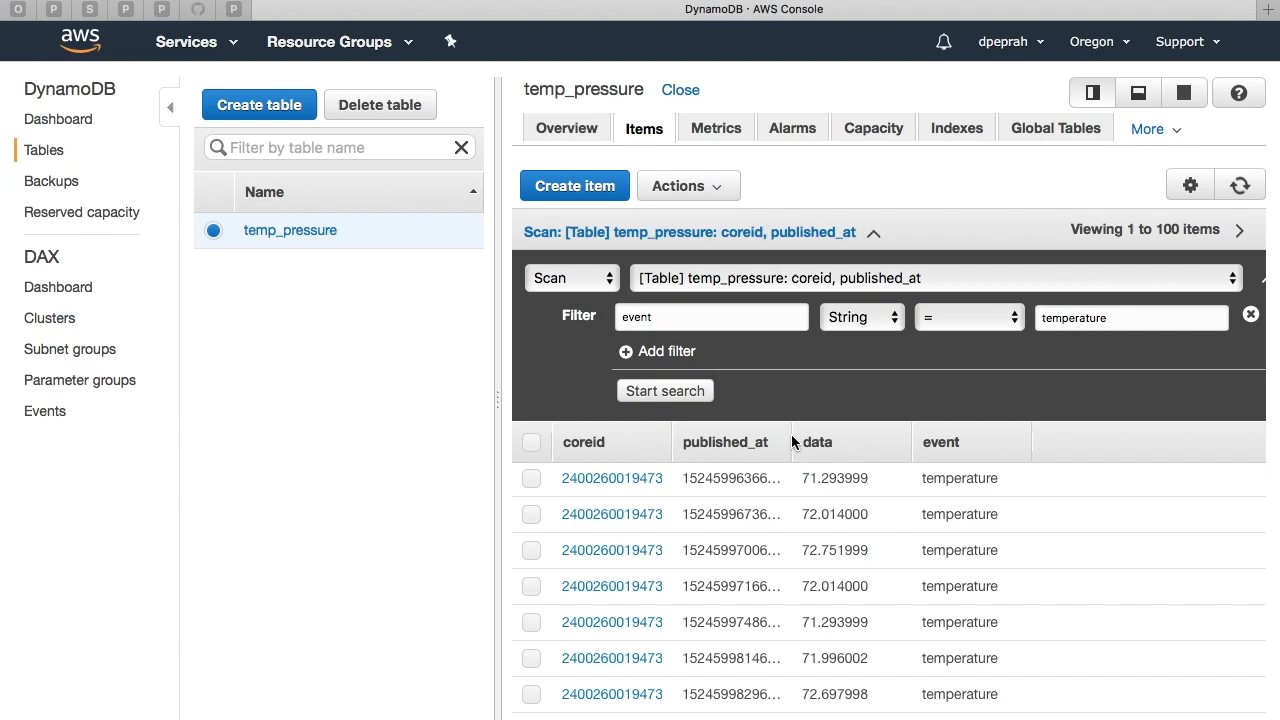 O P S P P P
DynamoDB · AWS Console
aws Services Resource Groups dpeprah Oregon Support
DynamoDB
Dashboard
Tables
Backups
Reserved capacity
DAX
Dashboard
Clusters
Subnet groups
Parameter groups
Events
Create table Delete table
Filter by table name
Name
temp_pressure
temp_pressure Close
Overview Items Metrics Alarms Capacity Indexes Global Tables More
Create item Actions
Scan: [Table] temp_pressure: coreid, published_at Viewing 1 to 100 items
Scan [Table] temp_pressure: coreid, published_at
Filter event String = temperature
Add filter
Start search
coreid published_at data event
2400260019473 15245996366... 71.293999 temperature
2400260019473 15245996736... 72.014000 temperature
2400260019473 15245997006... 72.751999 temperature
2400260019473 15245997166... 72.014000 temperature
2400260019473 15245997486... 71.293999 temperature
2400260019473 15245998146... 71.996002 temperature
2400260019473 15245998296... 72.697998 temperature